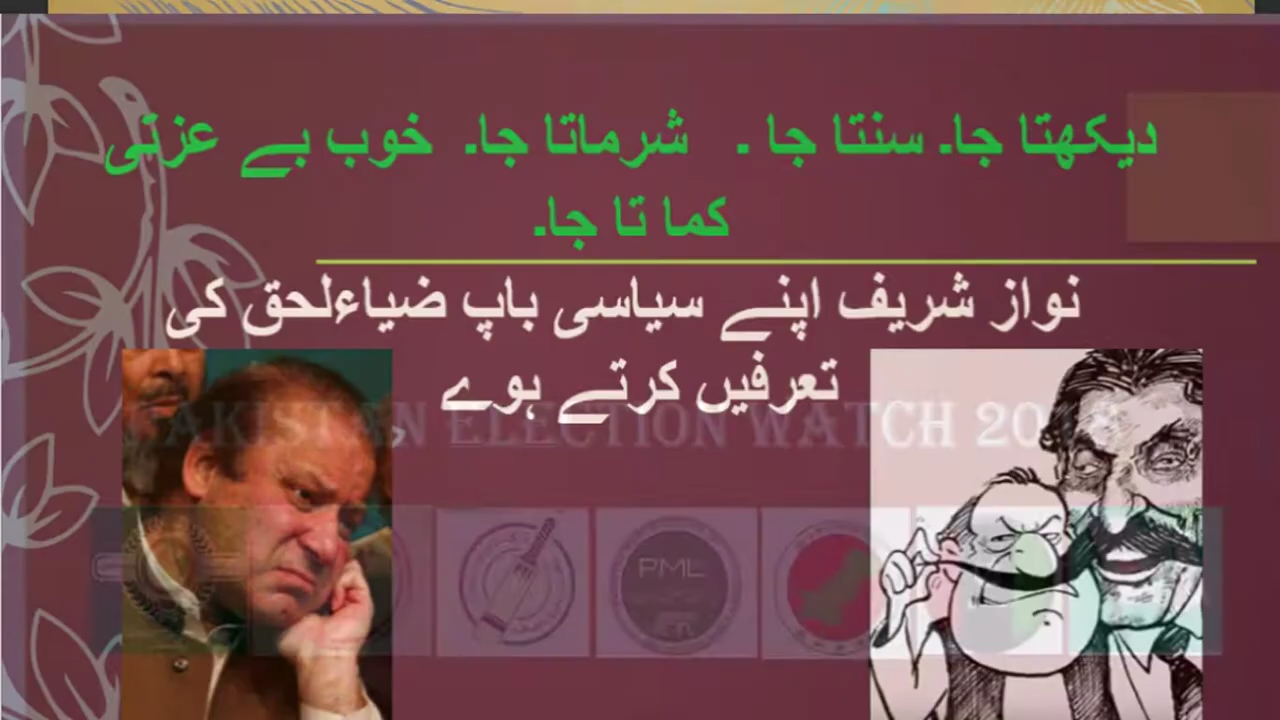 دیکھتا جا۔ سنتا جا ۔ شرماتا جا۔ خوب بے عزتی
کما تا جا۔
نواز شریف اپنے سیاسی باپ ضیاءلحق کی
تعرفیں کرتے ہوے
PAKISTAN ELECTION WATCH 2018
PML